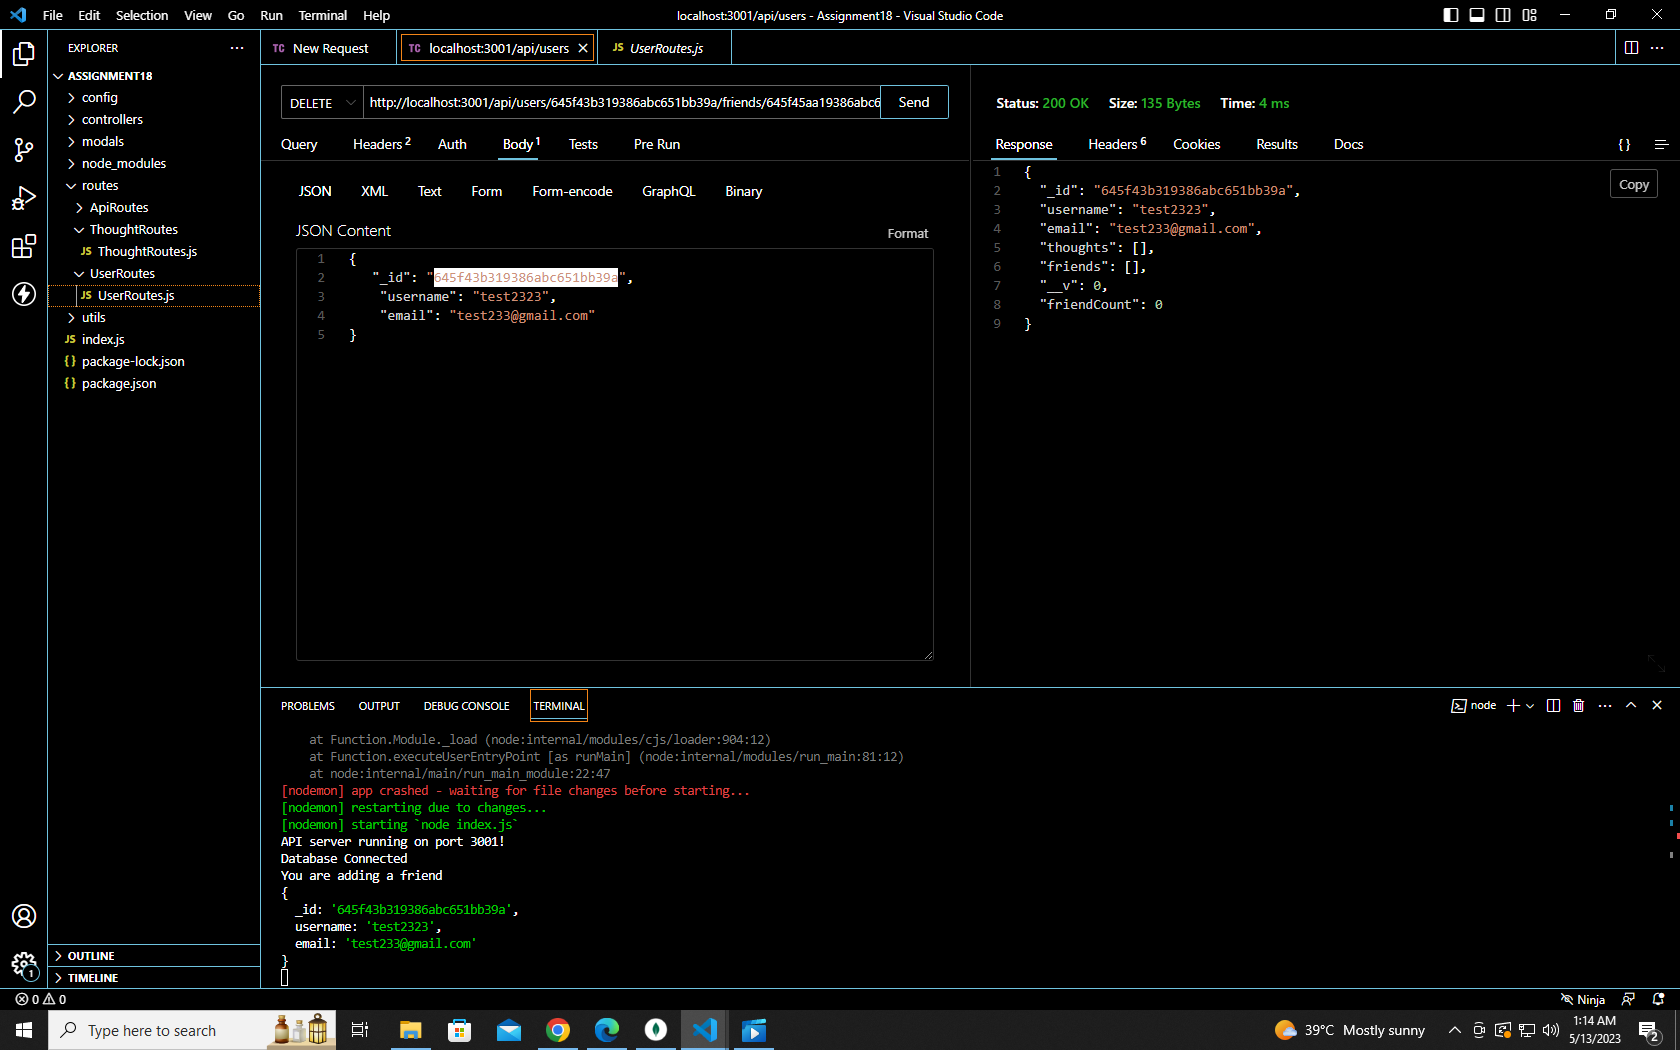 File Edit Selection View Go Run Terminal Help
localhost:3001/api/users - Assignment18 - Visual Studio Code
EXPLORER
ASSIGNMENT18
config
controllers
modals
node_modules
routes
ApiRoutes
ThoughtRoutes
JS ThoughtRoutes.js
UserRoutes
JS UserRoutes.js
utils
JS index.js
{} package-lock.json
{} package.json
OUTLINE
TIMELINE
TC New Request
TC localhost:3001/api/users
JS UserRoutes.js
DELETE http://localhost:3001/api/users/645f43b319386abc651bb39a/friends/645f45aa19386abc6 Send
Query Headers 2 Auth Body 1 Tests Pre Run
JSON XML Text Form Form-encode GraphQL Binary
JSON Content
Format
1 {
2 "_id": "645f43b319386abc651bb39a",
3 "username": "test2323",
4 "email": "test233@gmail.com"
5 }
Status: 200 OK Size: 135 Bytes Time: 4 ms
Response Headers 6 Cookies Results Docs {}
Copy
1 {
2 "_id": "645f43b319386abc651bb39a",
3 "username": "test2323",
4 "email": "test233@gmail.com",
5 "thoughts": [],
6 "friends": [],
7 "__v": 0,
8 "friendCount": 0
9 }
PROBLEMS OUTPUT DEBUG CONSOLE TERMINAL
node
at Function.Module._load (node:internal/modules/cjs/loader:904:12)
at Function.executeUserEntryPoint [as runMain] (node:internal/modules/run_main:81:12)
at node:internal/main/run_main_module:22:47
[nodemon] app crashed - waiting for file changes before starting...
[nodemon] restarting due to changes...
[nodemon] starting `node index.js`
API server running on port 3001!
Database Connected
You are adding a friend
{
_id: '645f43b319386abc651bb39a',
username: 'test2323',
email: 'test233@gmail.com'
}
1
0 0
Ninja
Type here to search
39°C Mostly sunny
1:14 AM
5/13/2023
2